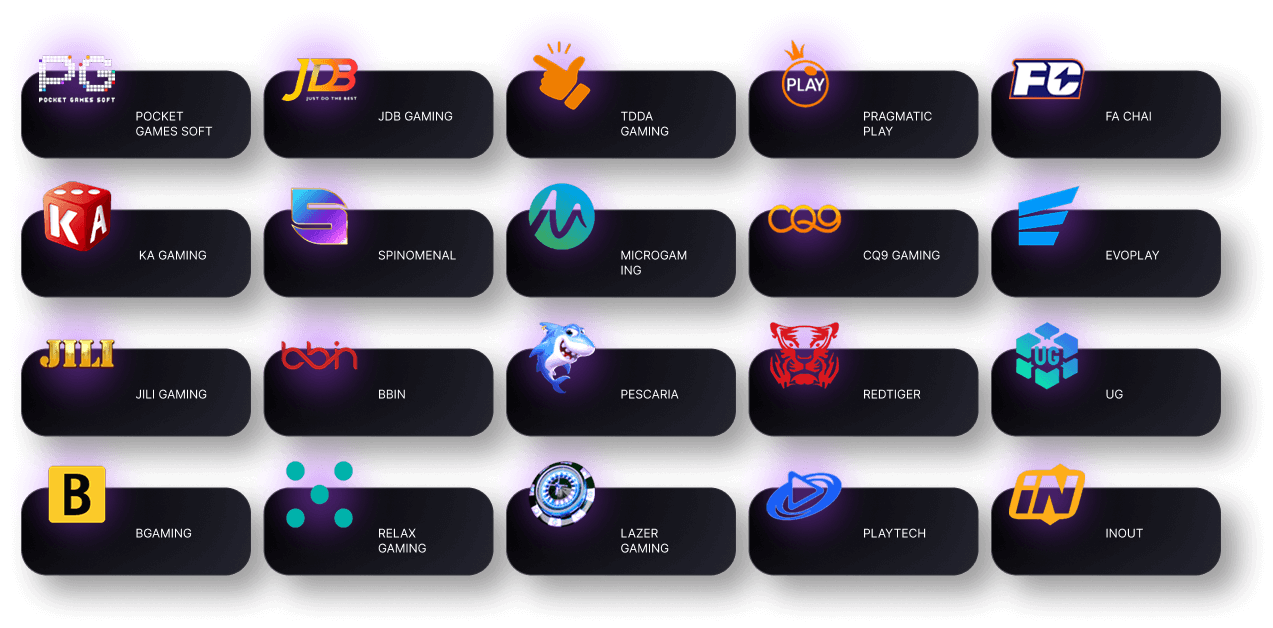 PG
POCKET GAMES SOFT
POCKET
GAMES SOFT
JDB
JUST DO THE BEST
JDB GAMING
TDDA
GAMING
PLAY
PRAGMATIC
PLAY
FC
FA CHAI
KA
KA GAMING
SPINOMENAL
MICROGAM
ING
CQ9
CQ9 GAMING
EVOPLAY
JILI
JILI GAMING
bbin
BBIN
PESCARIA
REDTIGER
UG
UG
B
BGAMING
RELAX
GAMING
LAZER
GAMING
PLAYTECH
iN
INOUT